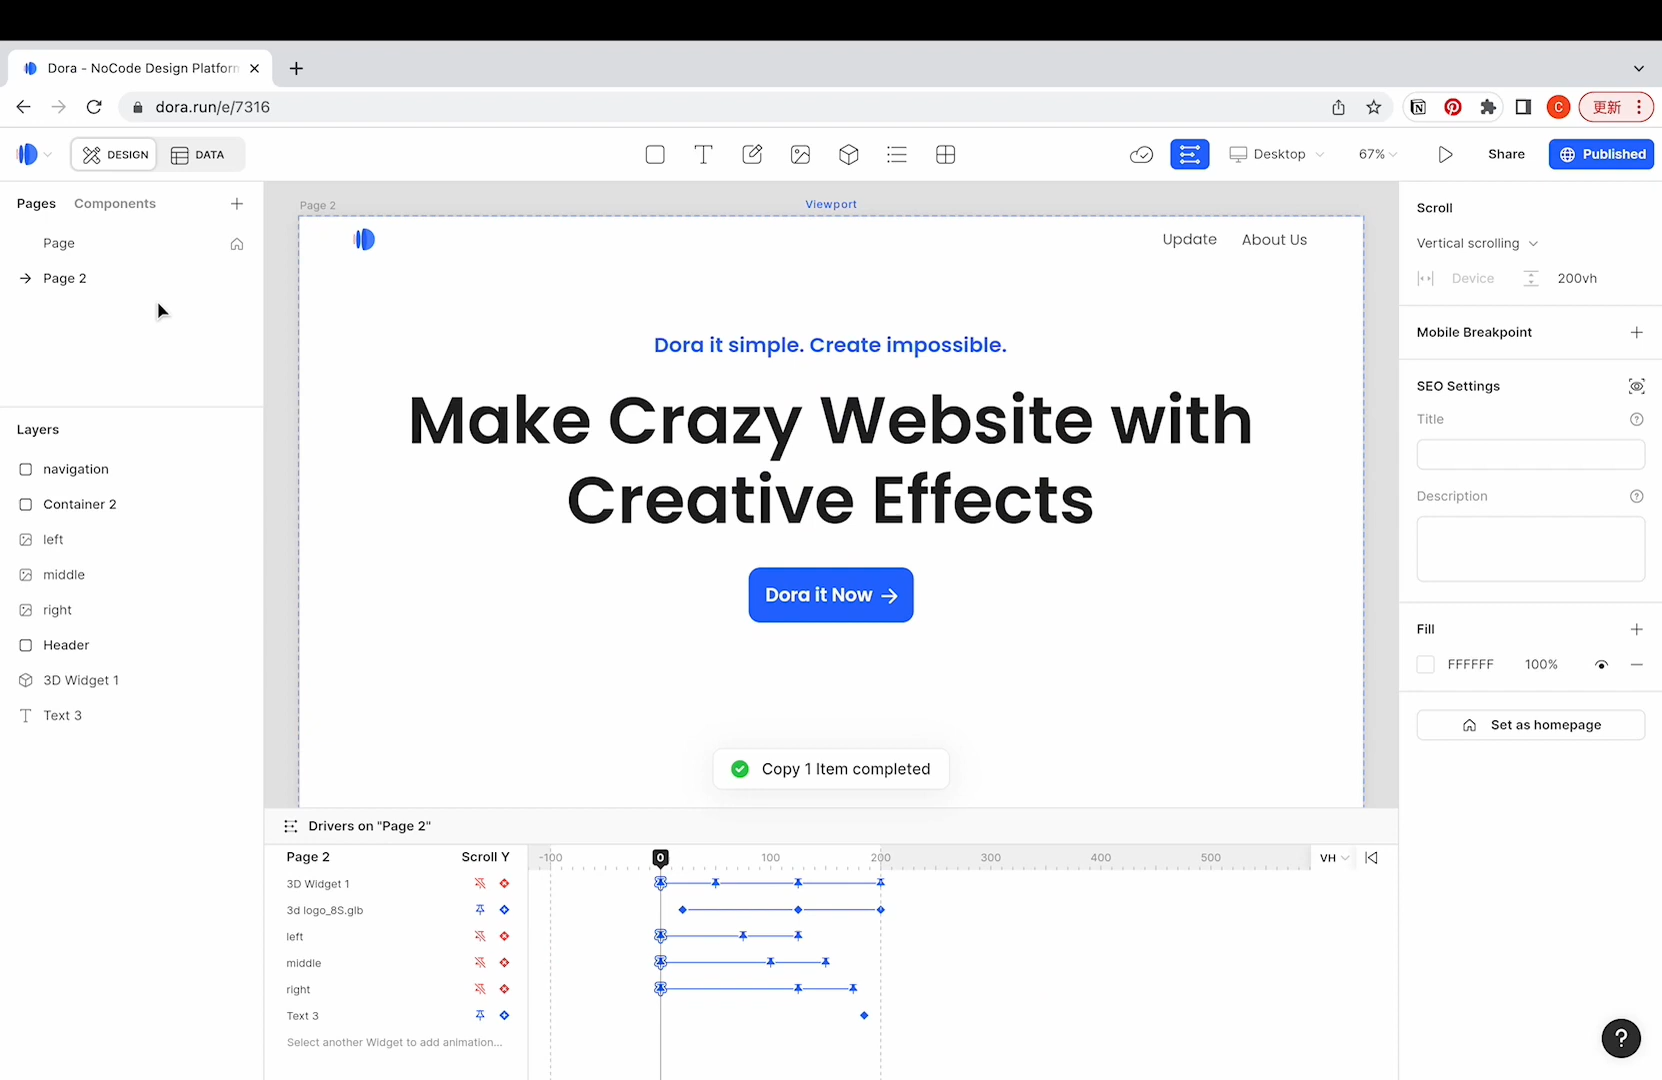 Dora - NoCode Design Platform
dora.run/e/7316
C
更新
DESIGN
DATA
Desktop
67%
Share
Published
Pages
Components
Page
Page 2
Layers
navigation
Container 2
left
middle
right
Header
3D Widget 1
Text 3
Page 2
Viewport
Update
About Us
Dora it simple. Create impossible.
Make Crazy Website with
Creative Effects
Dora it Now →
Copy 1 Item completed
Scroll
Vertical scrolling
Device
200vh
Mobile Breakpoint
SEO Settings
Title
Description
Fill
FFFFFF
100%
Set as homepage
Drivers on "Page 2"
Page 2
Scroll Y
-100
0
100
200
300
400
500
VH
3D Widget 1
3d logo_8S.glb
left
middle
right
Text 3
Select another Widget to add animation...
?